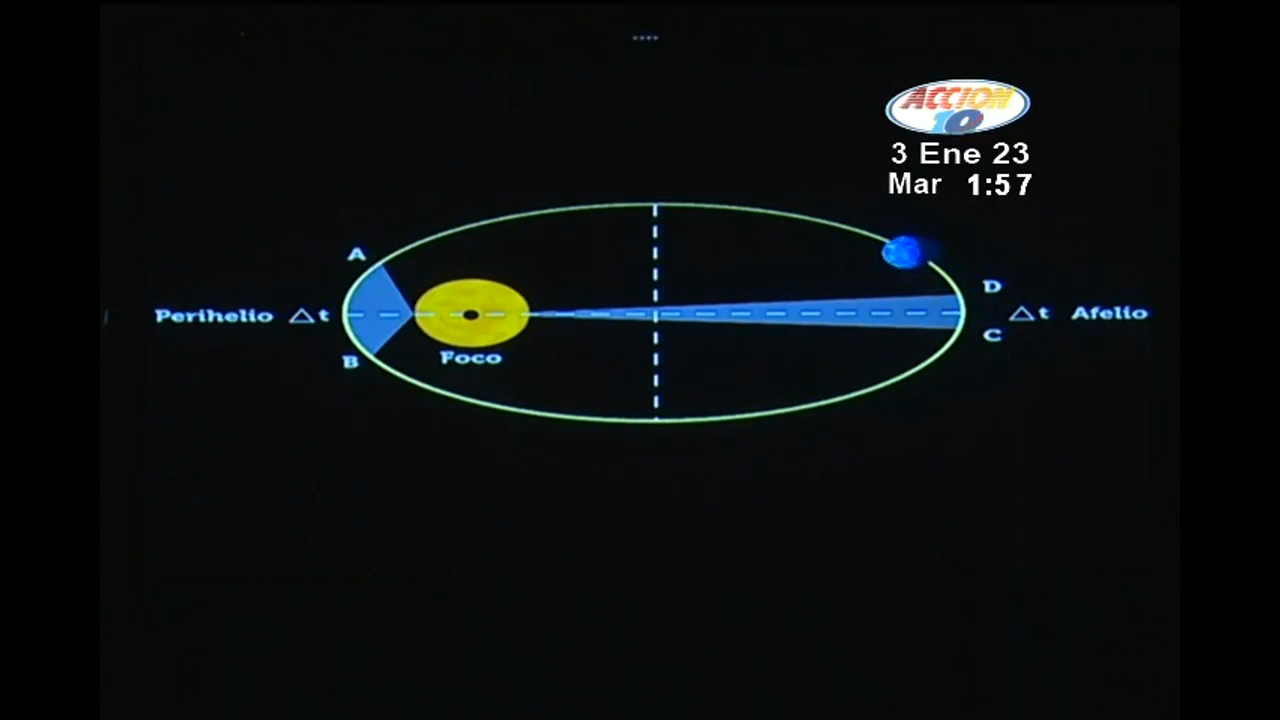 ACCION
10
3 Ene 23
Mar 1:57
A
D
Perihelio △t
△t Afelio
B
Foco
C